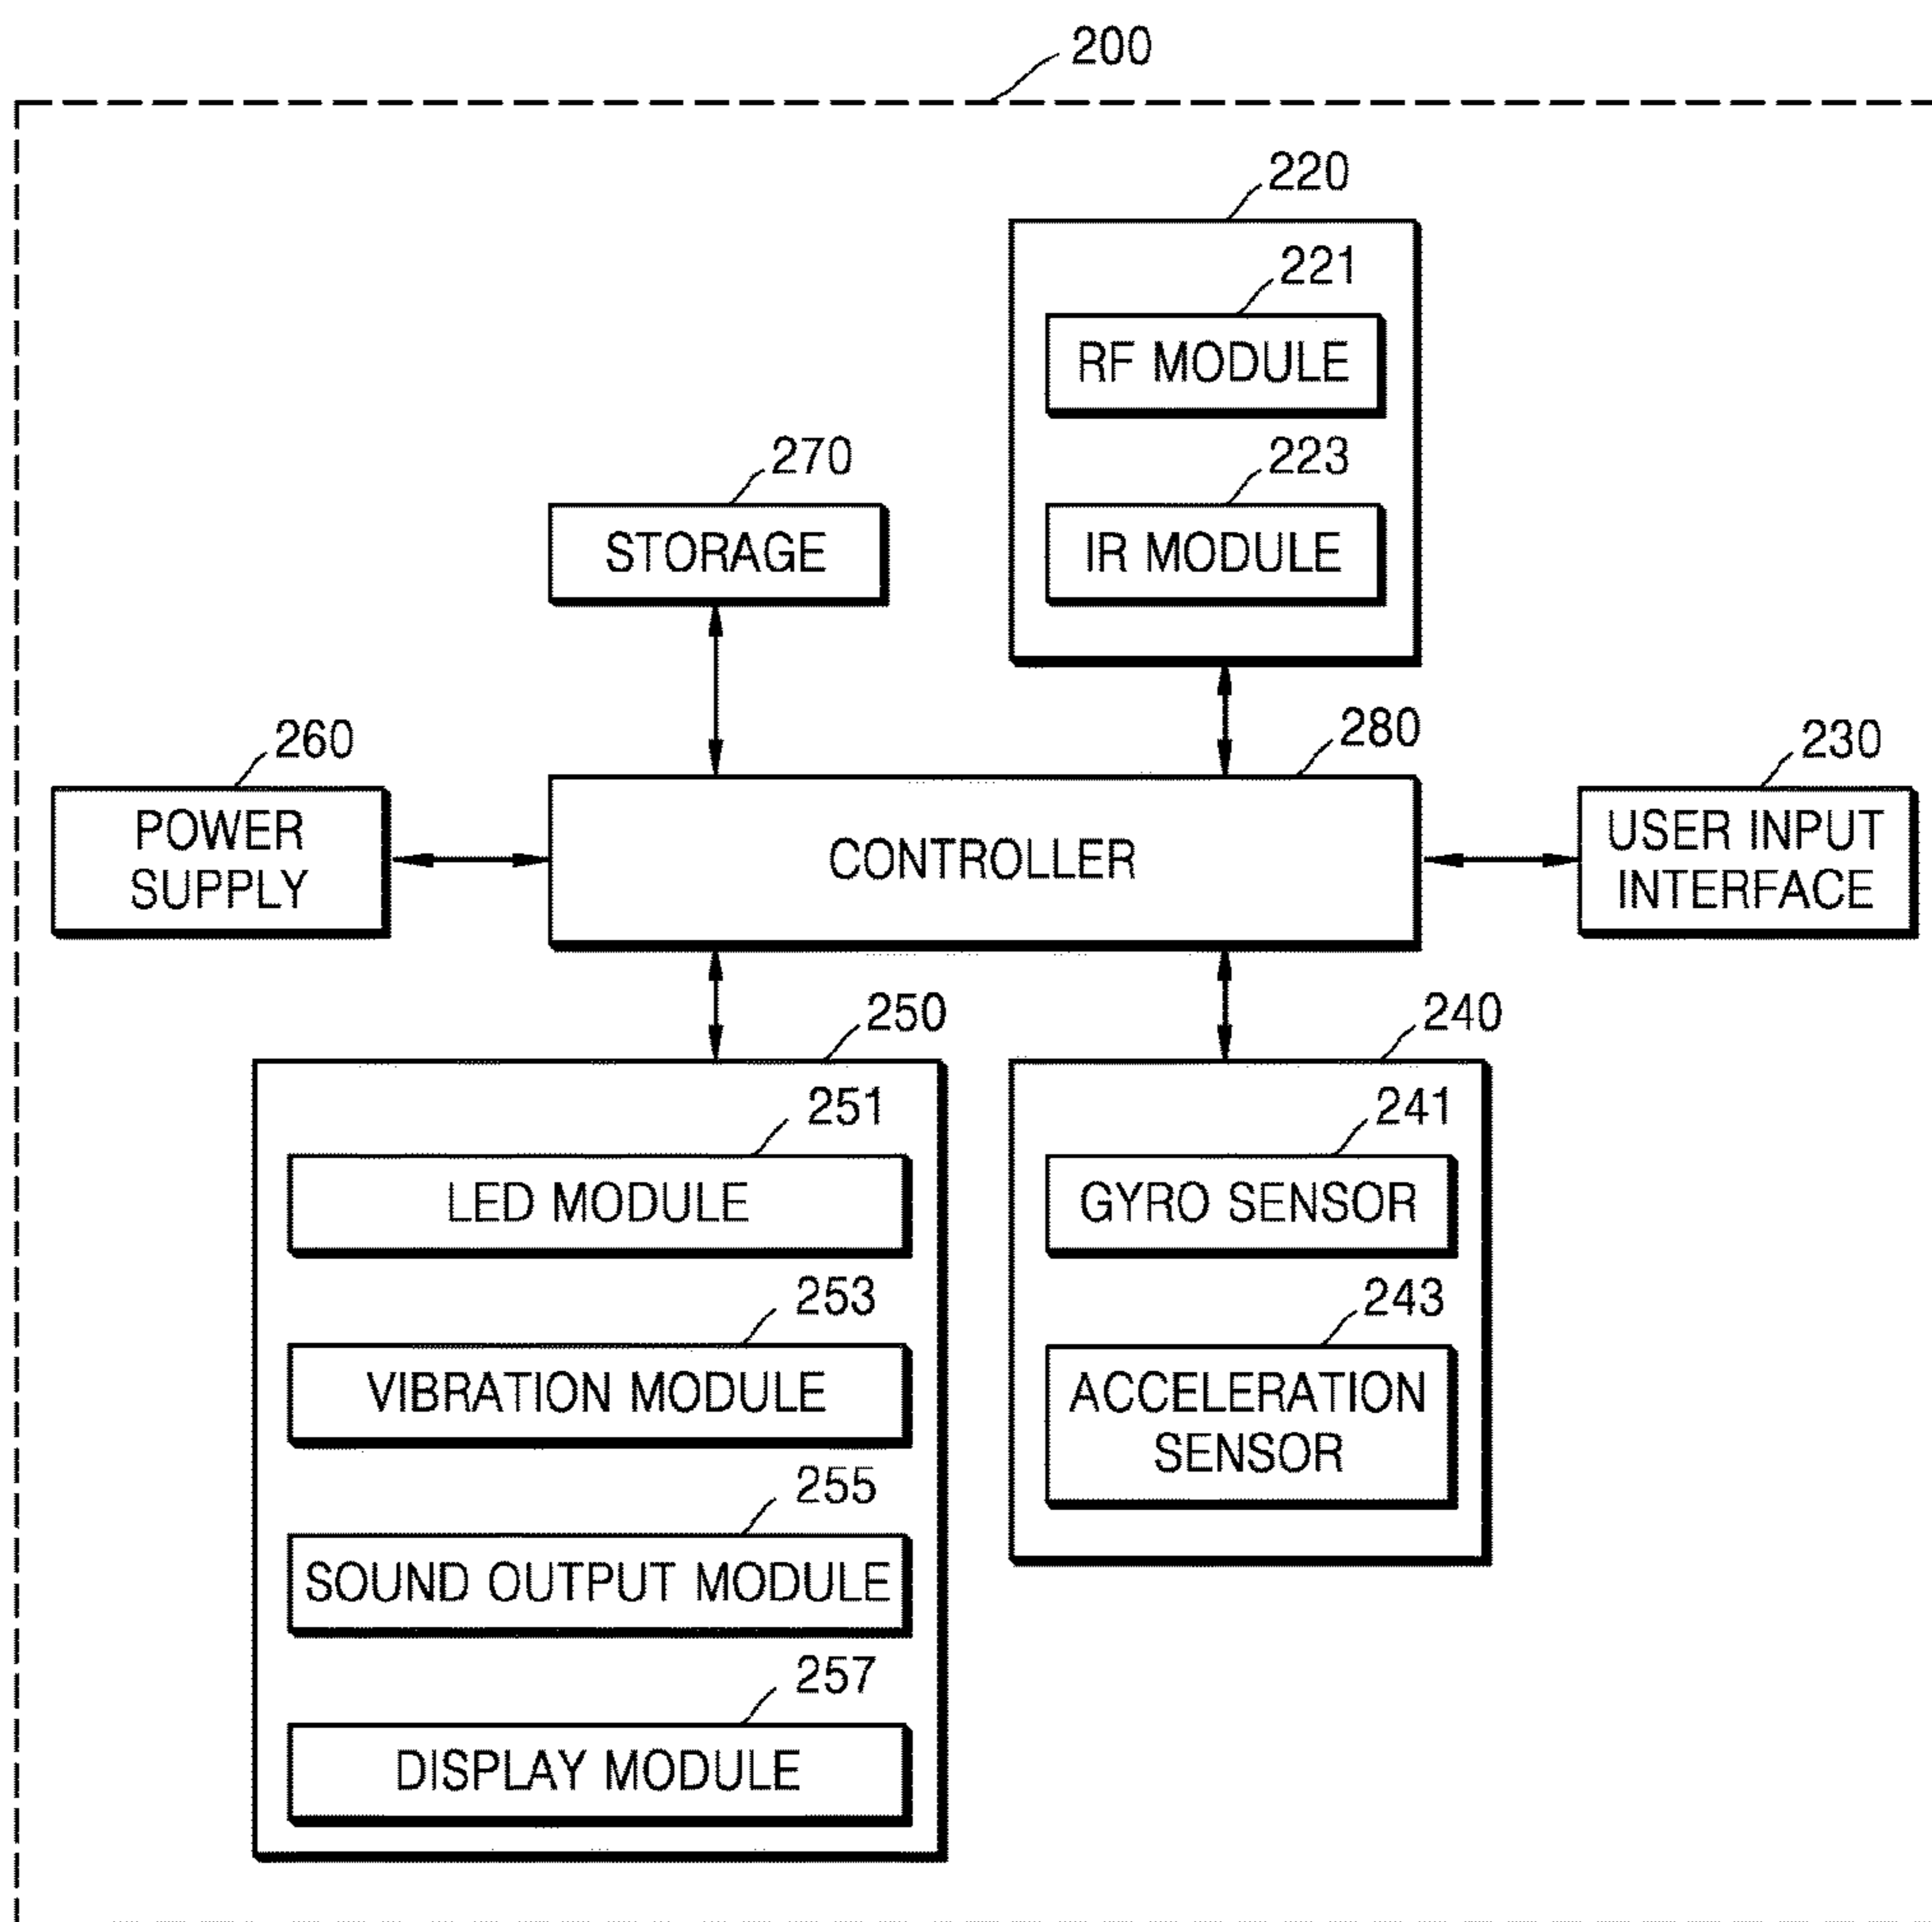 200
220
221
RF MODULE
270
223
STORAGE
IR MODULE
260
280
230
POWER
SUPPLY
CONTROLLER
USER INPUT
INTERFACE
250
240
251
241
LED MODULE
GYRO SENSOR
253
243
VIBRATION MODULE
ACCELERATION
SENSOR
255
SOUND OUTPUT MODULE
257
DISPLAY MODULE